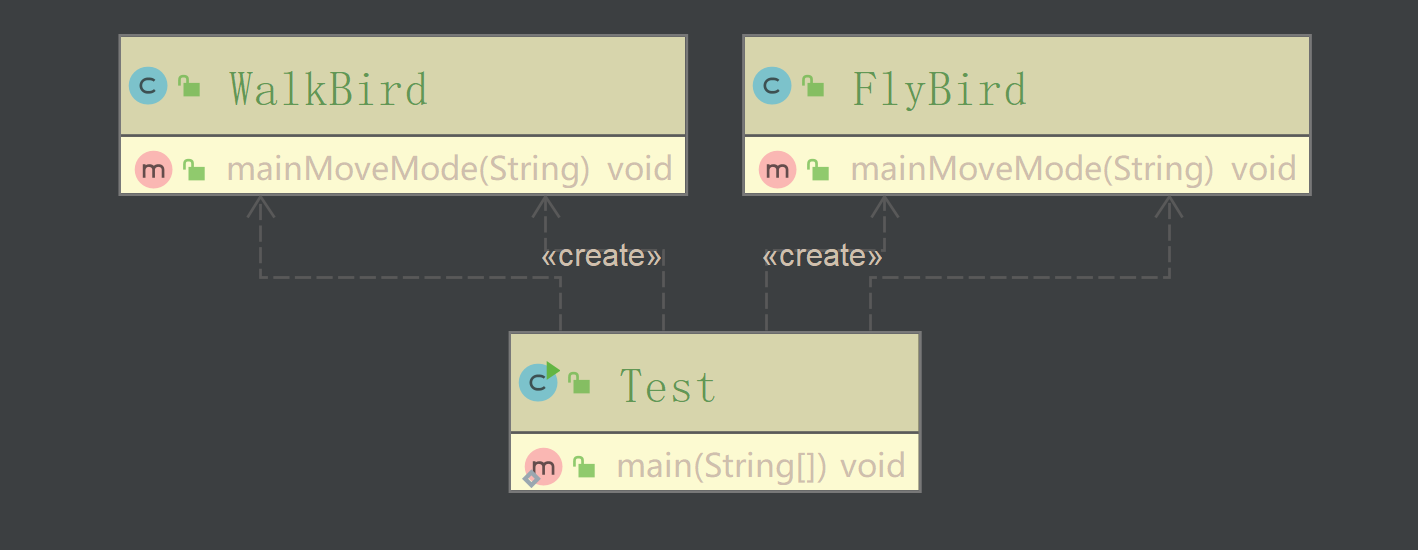 WalkBird
mainMoveMode(String) void
FlyBird
mainMoveMode(String) void
«create»
«create»
Test
main(String[]) void